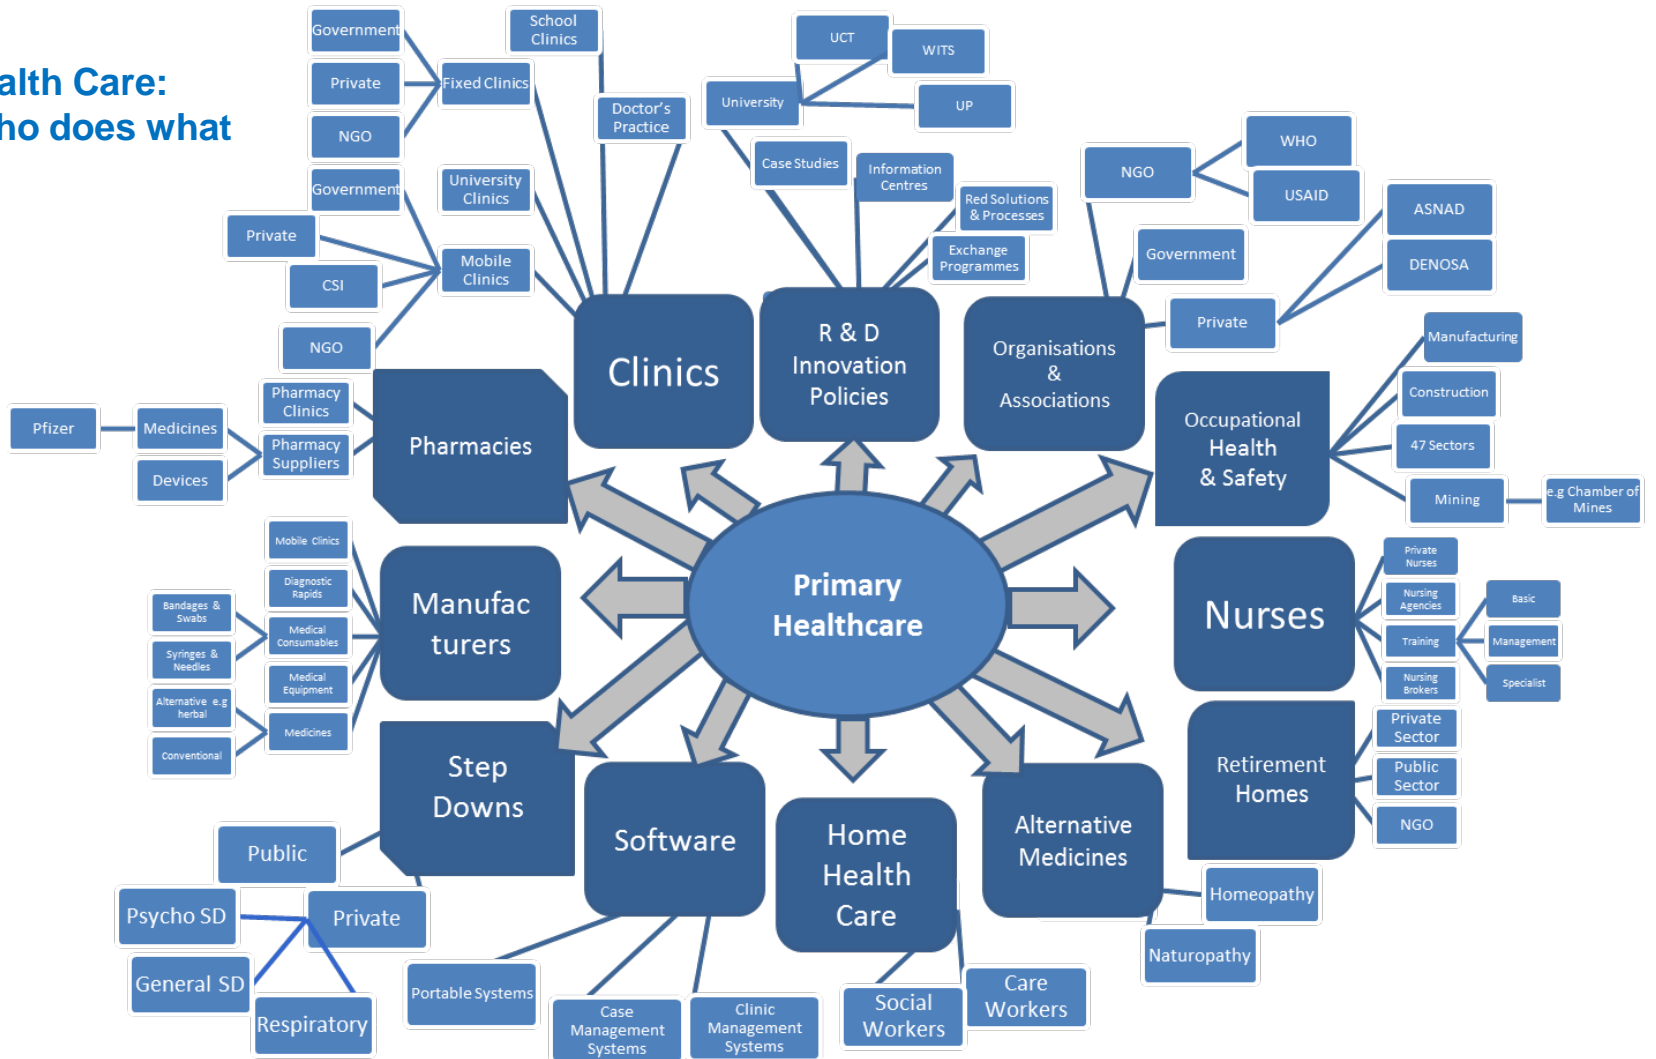 alth Care:
ho does what
Government
Private
NGO
Fixed Clinics
School
Clinics
Doctor's
Practice
University
Clinics
Government
Private
CSI
NGO
Mobile
Clinics
Clinics
University
UCT
WITS
UP
Case Studies
Information
Centres
Red Solutions
& Processes
Exchange
Programmes
R & D
Innovation
Policies
NGO
WHO
USAID
Government
Private
ASNAD
DENOSA
Organisations
&
Associations
Manufacturing
Construction
47 Sectors
Mining
e.g Chamber of
Mines
Occupational
Health
& Safety
Pfizer
Medicines
Devices
Pharmacy
Clinics
Pharmacy
Suppliers
Pharmacies
Primary
Healthcare
Mobile Clinics
Diagnostic
Rapids
Bandages &
Swabs
Medical
Consumables
Syringes &
Needles
Medical
Equipment
Alternative e.g
herbal
Medicines
Conventional
Manufac
turers
Nurses
Private
Nurses
Nursing
Agencies
Training
Nursing
Brokers
Basic
Management
Specialist
Retirement
Homes
Private
Sector
Public
Sector
NGO
Step
Downs
Public
Private
Psycho SD
General SD
Respiratory
Software
Portable Systems
Case
Management
Systems
Clinic
Management
Systems
Home
Health
Care
Social
Workers
Care
Workers
Alternative
Medicines
Homeopathy
Naturopathy